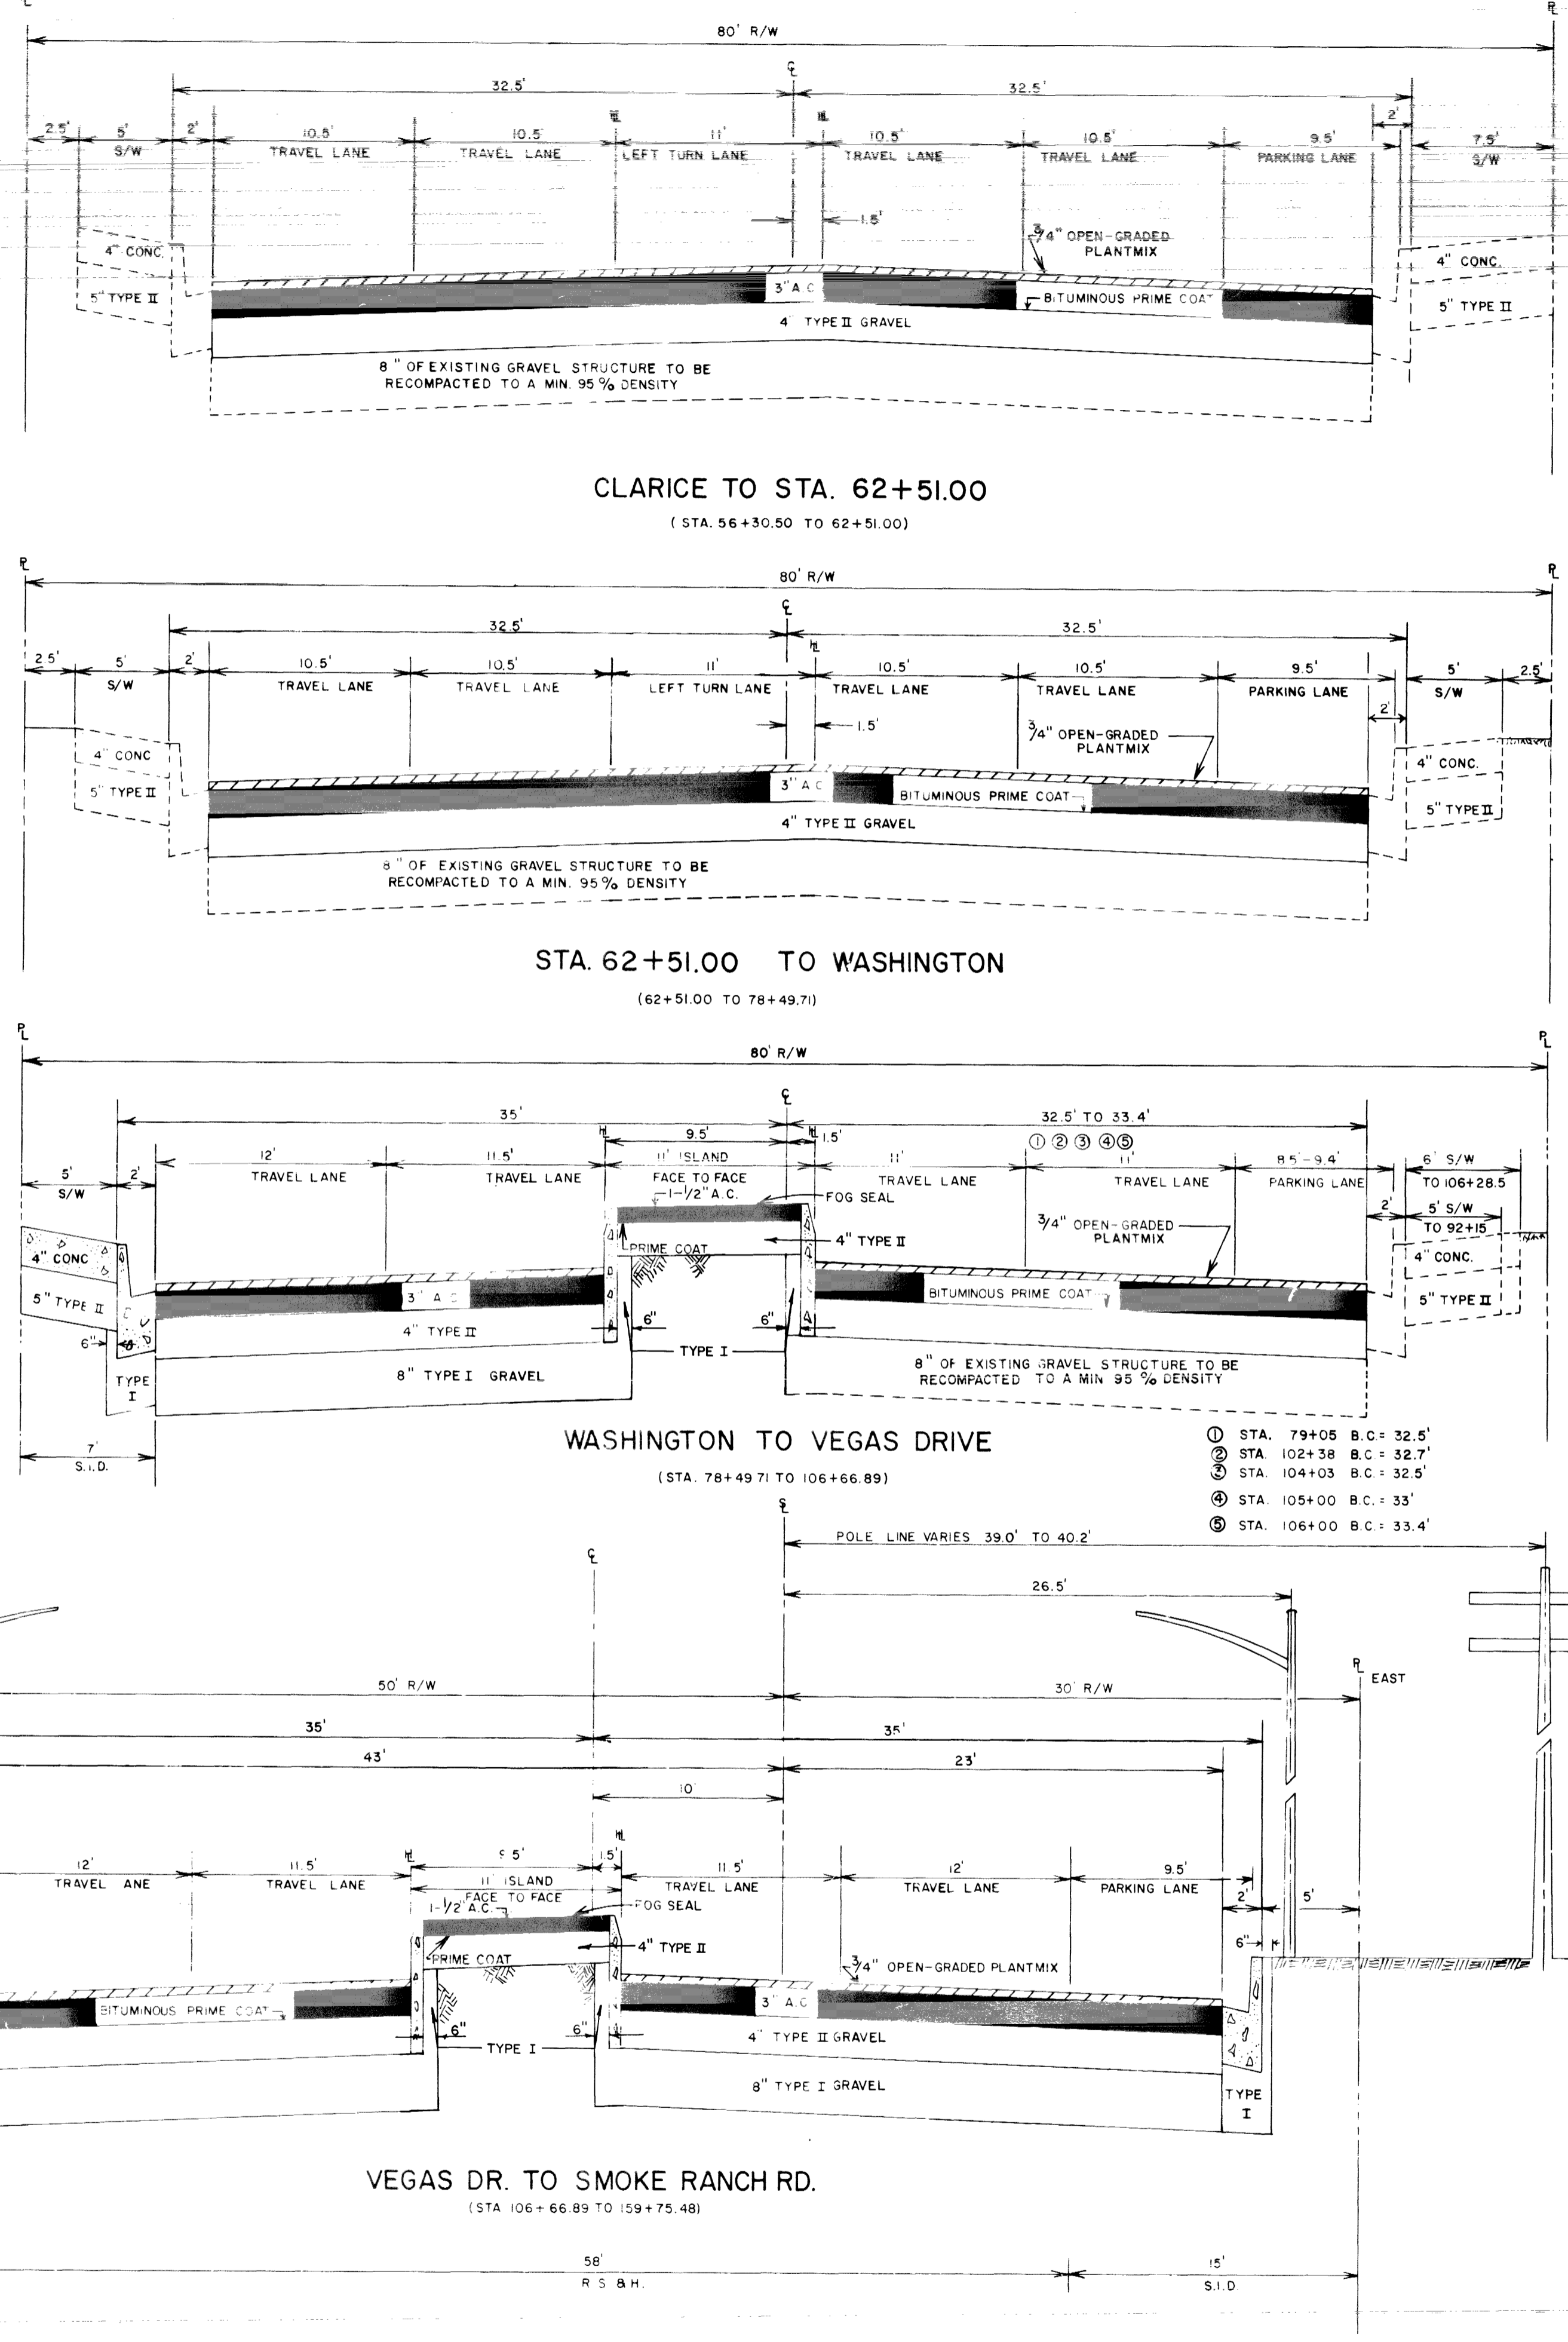 80' R/W
℄
32.5' 32.5'
2'
2.5' 5' 2' 10.5' 10.5' 11' 10.5' 10.5' 9.5' 7.5'
S/W TRAVEL LANE TRAVEL LANE LEFT TURN LANE TRAVEL LANE TRAVEL LANE PARKING LANE S/W
1.5'
3/4" OPEN-GRADED
PLANTMIX
4" CONC. 4" CONC.
5" TYPE II 3" A.C BITUMINOUS PRIME COAT 5" TYPE II
4" TYPE II GRAVEL
8" OF EXISTING GRAVEL STRUCTURE TO BE
RECOMPACTED TO A MIN. 95% DENSITY
CLARICE TO STA. 62+51.00
(STA. 56+30.50 TO 62+51.00)
80' R/W
℄
32.5' 32.5'
2.5' 5' 2' 10.5' 10.5' 11' 10.5' 10.5' 9.5' 5' 2.5'
S/W TRAVEL LANE TRAVEL LANE LEFT TURN LANE TRAVEL LANE TRAVEL LANE PARKING LANE S/W
2'
1.5'
3/4" OPEN-GRADED
PLANTMIX
4" CONC 4" CONC.
5" TYPE II 3" A C BITUMINOUS PRIME COAT 5" TYPE II
4" TYPE II GRAVEL
8" OF EXISTING GRAVEL STRUCTURE TO BE
RECOMPACTED TO A MIN. 95% DENSITY
STA. 62+51.00 TO WASHINGTON
(62+51.00 TO 78+49.71)
80' R/W
℄
35' 32.5' TO 33.4'
9.5' 1.5' ① ② ③ ④⑤
5' 2' 12' 11.5' 11' ISLAND 11' 11' 8.5'-9.4' 6' S/W
S/W TRAVEL LANE TRAVEL LANE FACE TO FACE TRAVEL LANE TRAVEL LANE PARKING LANE TO 106+28.5
1-1/2" A.C. FOG SEAL 2' 5' S/W
TO 92+15
3/4" OPEN-GRADED
PLANTMIX
4" CONC PRIME COAT 4" TYPE II 4" CONC.
5" TYPE II 3" A C BITUMINOUS PRIME COAT 5" TYPE II
6" 4" TYPE II 6" 6"
TYPE I
8" TYPE I GRAVEL
TYPE
I
8" OF EXISTING GRAVEL STRUCTURE TO BE
RECOMPACTED TO A MIN 95 % DENSITY
7'
S.I.D.
WASHINGTON TO VEGAS DRIVE
(STA. 78+49 71 TO 106+66.89)
① STA. 79+05 B.C.= 32.5'
② STA. 102+38 B.C= 32.7'
③ STA. 104+03 B.C.= 32.5'
④ STA. 105+00 B.C.= 33'
⑤ STA. 106+00 B.C.= 33.4'
POLE LINE VARIES 39.0' TO 40.2'
℄
26.5'
EAST
50' R/W 30' R/W
35' 35'
43' 23'
10'
12' 11.5' 9.5' 1.5' 11.5' 12' 9.5'
TRAVEL ANE TRAVEL LANE 11' ISLAND TRAVEL LANE TRAVEL LANE PARKING LANE 2' 5'
FACE TO FACE
1-1/2" A.C. FOG SEAL
6"
PRIME COAT 4" TYPE II
3/4" OPEN-GRADED PLANTMIX
BITUMINOUS PRIME COAT 3" A.C
6" 6" 4" TYPE II GRAVEL
TYPE I
8" TYPE I GRAVEL
TYPE
I
VEGAS DR. TO SMOKE RANCH RD.
(STA 106+66.89 TO 159+75.48)
58' 15'
R S & H. S.I.D.